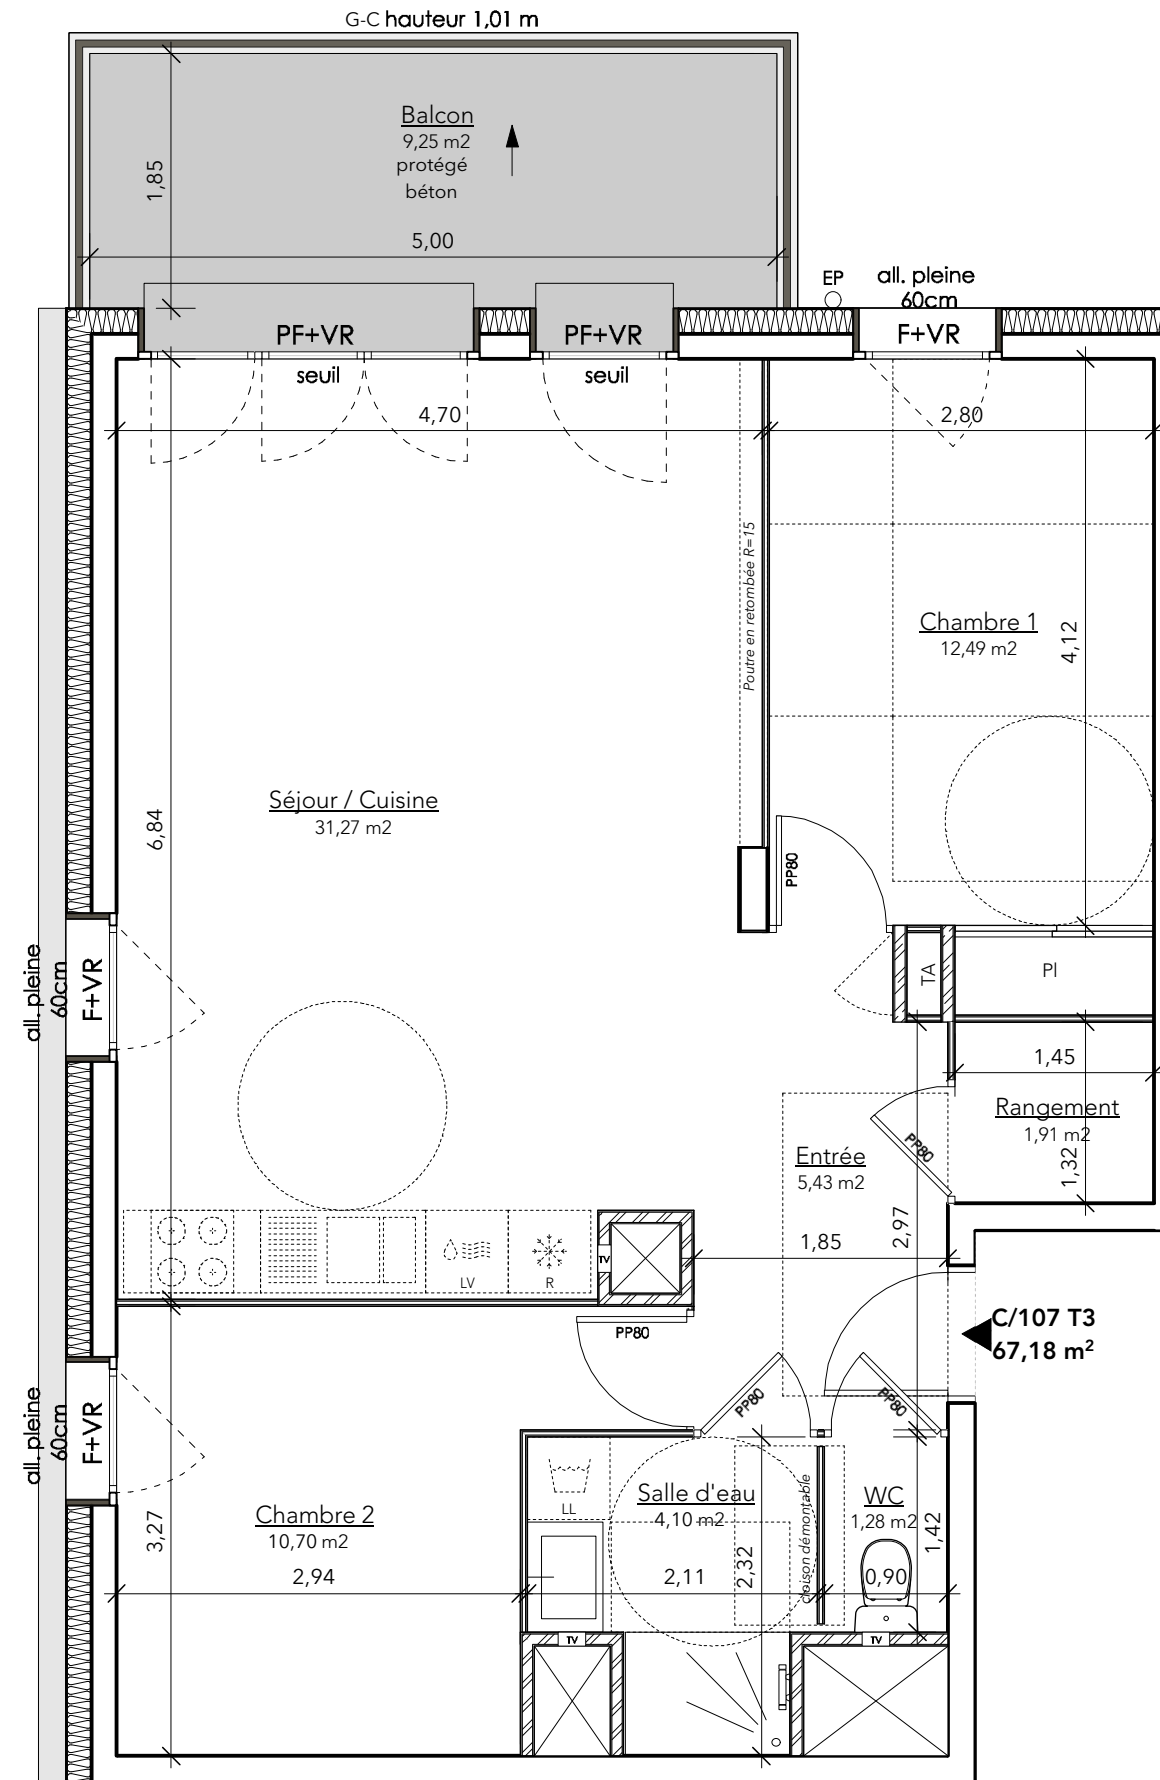 G-C hauteur 1,01 m
Balcon
9,25 m2
protégé
béton
1,85
5,00
EP
all. pleine
60cm
PF+VR
PF+VR
F+VR
seuil
seuil
4,70
2,80
Poutre en retombée R=15
Chambre 1
12,49 m2
4,12
Séjour / Cuisine
31,27 m2
6,84
PP80
all. pleine
60cm
F+VR
TA
Pl
1,45
Rangement
1,91 m2
1,32
PP80
Entrée
5,43 m2
2,97
1,85
LV
R
TV
C/107 T3
67,18 m²
PP80
PP80
PP80
all. pleine
60cm
F+VR
Chambre 2
10,70 m2
3,27
2,94
LL
Salle d'eau
4,10 m2
2,11
2,32
cloison démontable
WC
1,28 m2
1,42
0,90
TV
TV